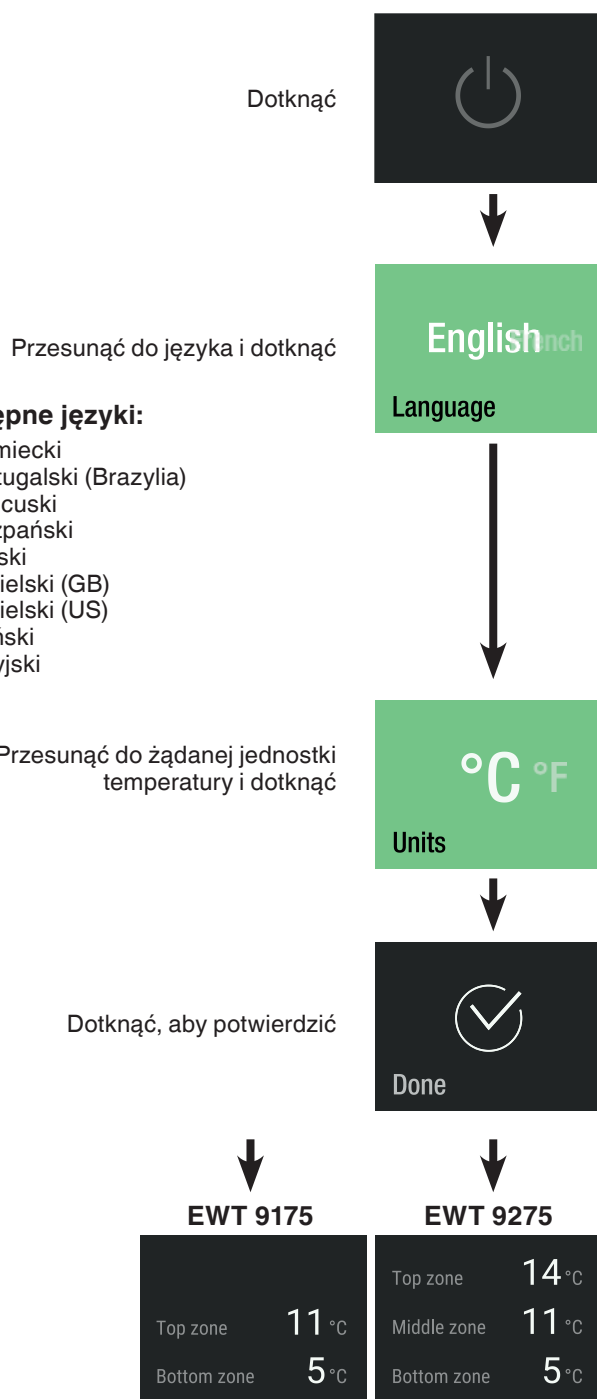 Dotknąć
Przesunąć do języka i dotknąć
English French
Language
ępne języki:
miecki
tugalski (Brazylia)
cuski
zpański
ski
ielski (GB)
ielski (US)
ński
yjski
Przesunąć do żądanej jednostki
temperatury i dotknąć
°C °F
Units
Dotknąć, aby potwierdzić
Done
EWT 9175
Top zone 11 °C
Bottom zone 5 °C
EWT 9275
Top zone 14 °C
Middle zone 11 °C
Bottom zone 5 °C